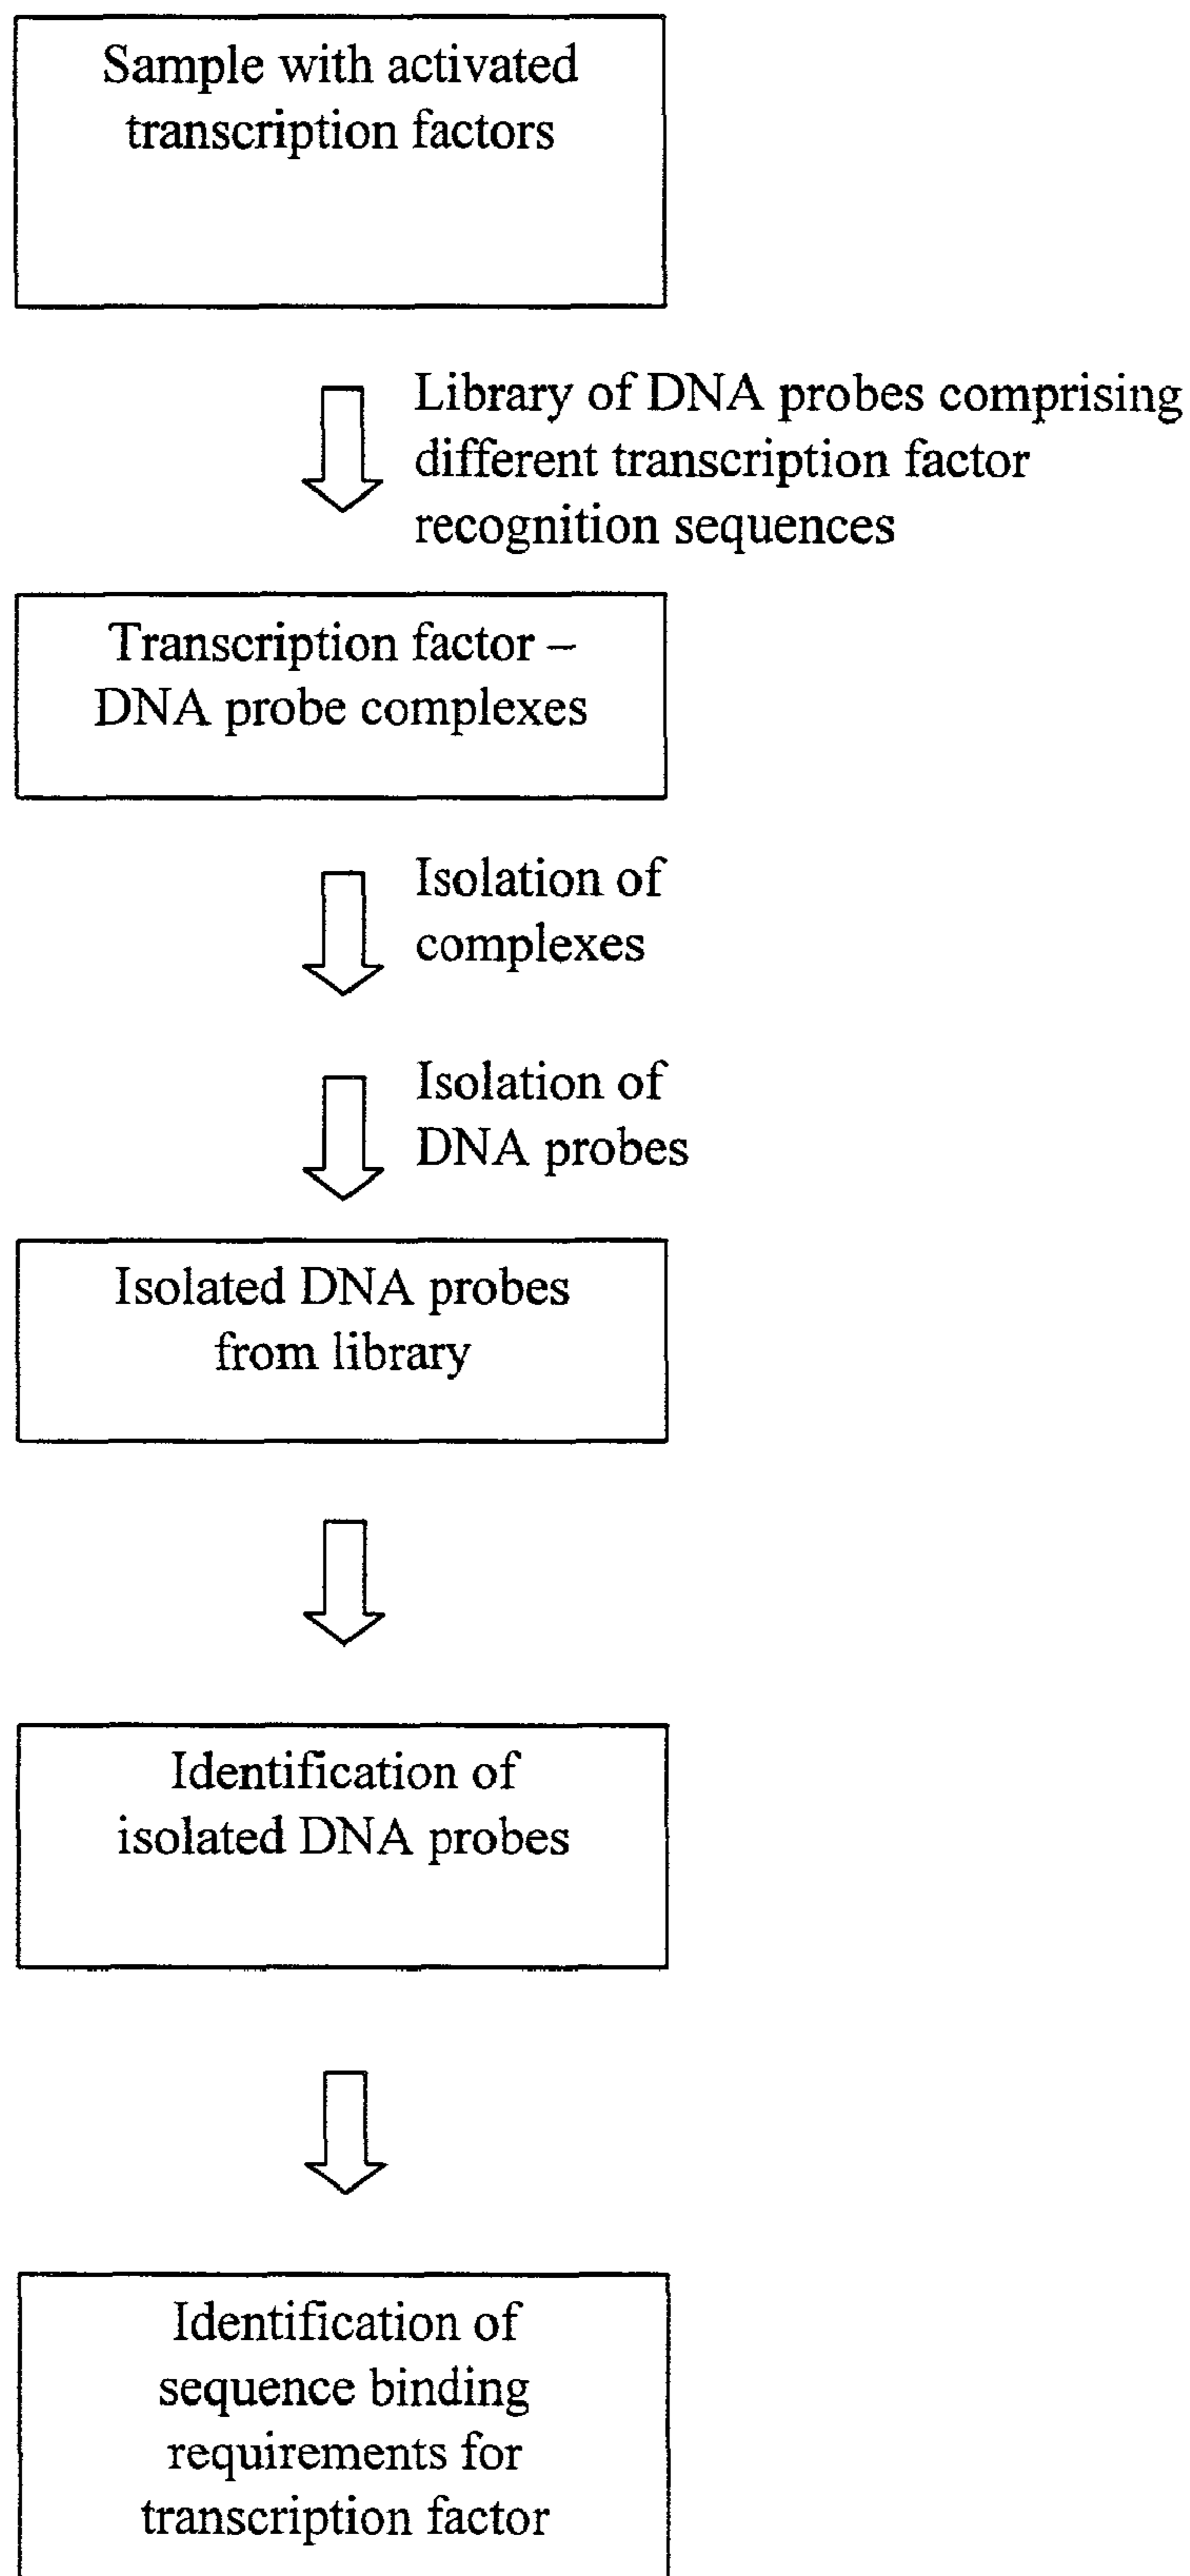 Sample with activated
transcription factors
Library of DNA probes comprising
different transcription factor
recognition sequences
Transcription factor –
DNA probe complexes
Isolation of
complexes
Isolation of
DNA probes
Isolated DNA probes
from library
Identification of
isolated DNA probes
Identification of
sequence binding
requirements for
transcription factor